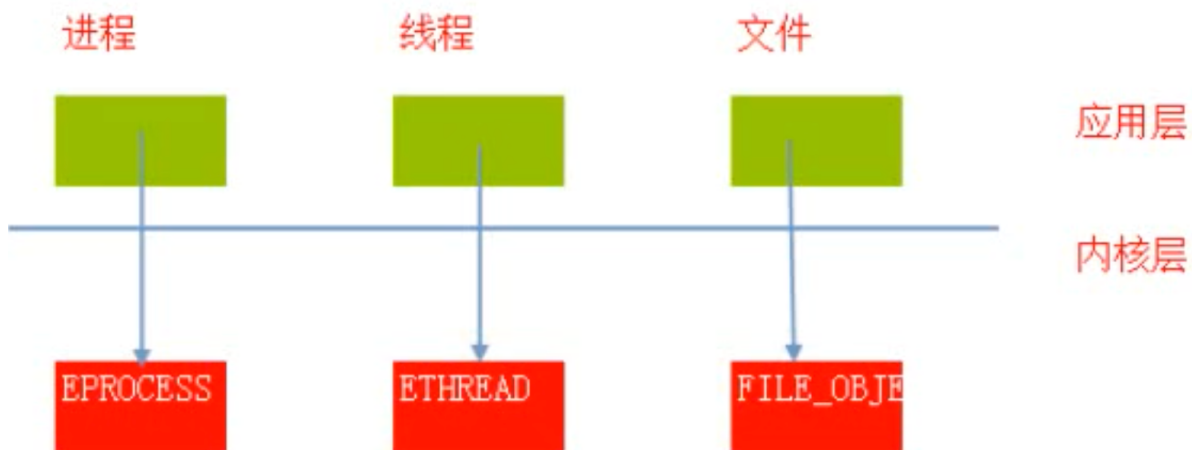 进程
线程
文件
应用层
内核层
EPROCESS
ETHREAD
FILE_OBJE